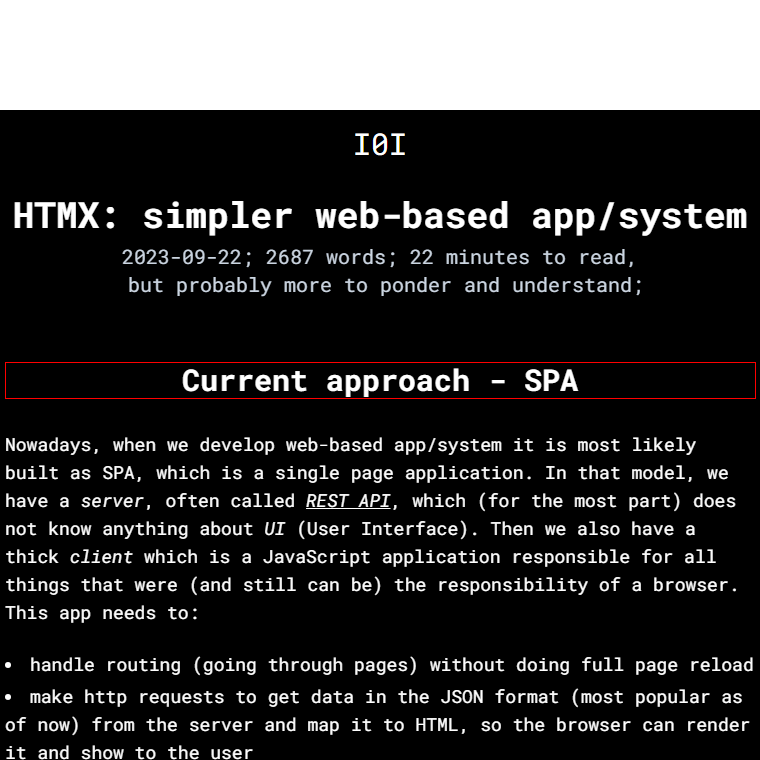 I0I
HTMX: simpler web-based app/system
2023-09-22; 2687 words; 22 minutes to read,
but probably more to ponder and understand;
Current approach - SPA
Nowadays, when we develop web-based app/system it is most likely
built as SPA, which is a single page application. In that model, we
have a server, often called REST API, which (for the most part) does
not know anything about UI (User Interface). Then we also have a
thick client which is a JavaScript application responsible for all
things that were (and still can be) the responsibility of a browser.
This app needs to:
• handle routing (going through pages) without doing full page reload
• make http requests to get data in the JSON format (most popular as
of now) from the server and map it to HTML, so the browser can render
it and show to the user